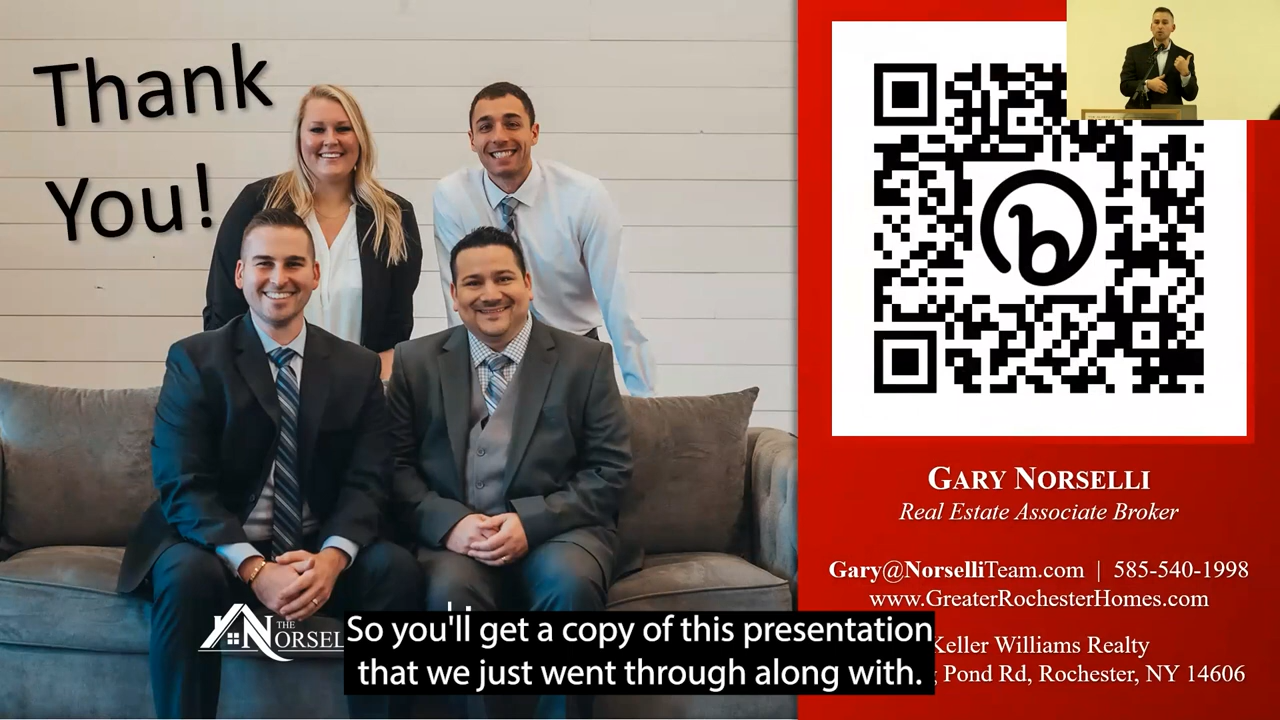 Thank
You!
GARY NORSELLI
Real Estate Associate Broker
Gary@NorselliTeam.com | 585-540-1998
www.GreaterRochesterHomes.com
Keller Williams Realty
Pond Rd, Rochester, NY 14606
THE
So you'll get a copy of this presentation
that we just went through along with.